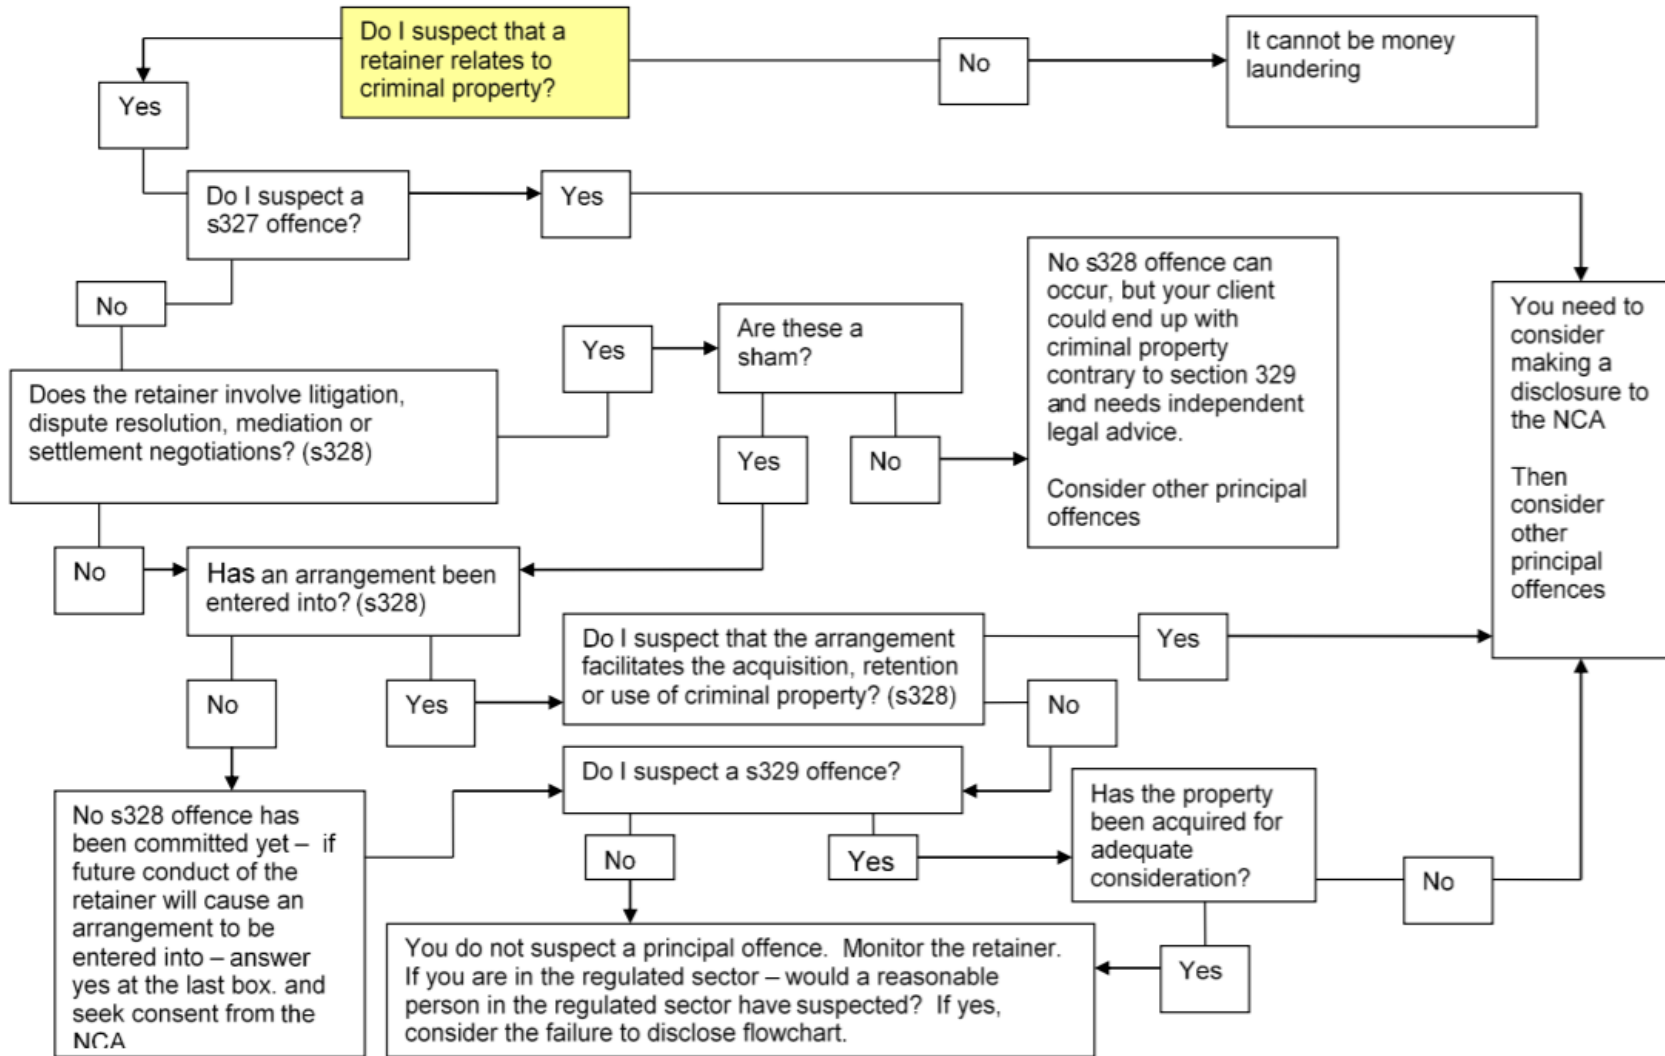 Do I suspect that a
retainer relates to
criminal property?
No
It cannot be money
laundering
Yes
Do I suspect a
s327 offence?
Yes
No
Does the retainer involve litigation,
dispute resolution, mediation or
settlement negotiations? (s328)
Yes
Are these a
sham?
Yes
No
No s328 offence can
occur, but your client
could end up with
criminal property
contrary to section 329
and needs independent
legal advice.
Consider other principal
offences
You need to
consider
making a
disclosure to
the NCA
Then
consider
other
principal
offences
No
Has an arrangement been
entered into? (s328)
No
Yes
Do I suspect that the arrangement
facilitates the acquisition, retention
or use of criminal property? (s328)
Yes
No
No s328 offence has
been committed yet – if
future conduct of the
retainer will cause an
arrangement to be
entered into – answer
yes at the last box. and
seek consent from the
NCA
Do I suspect a s329 offence?
No
Yes
Has the property
been acquired for
adequate
consideration?
No
Yes
You do not suspect a principal offence. Monitor the retainer.
If you are in the regulated sector – would a reasonable
person in the regulated sector have suspected? If yes,
consider the failure to disclose flowchart.